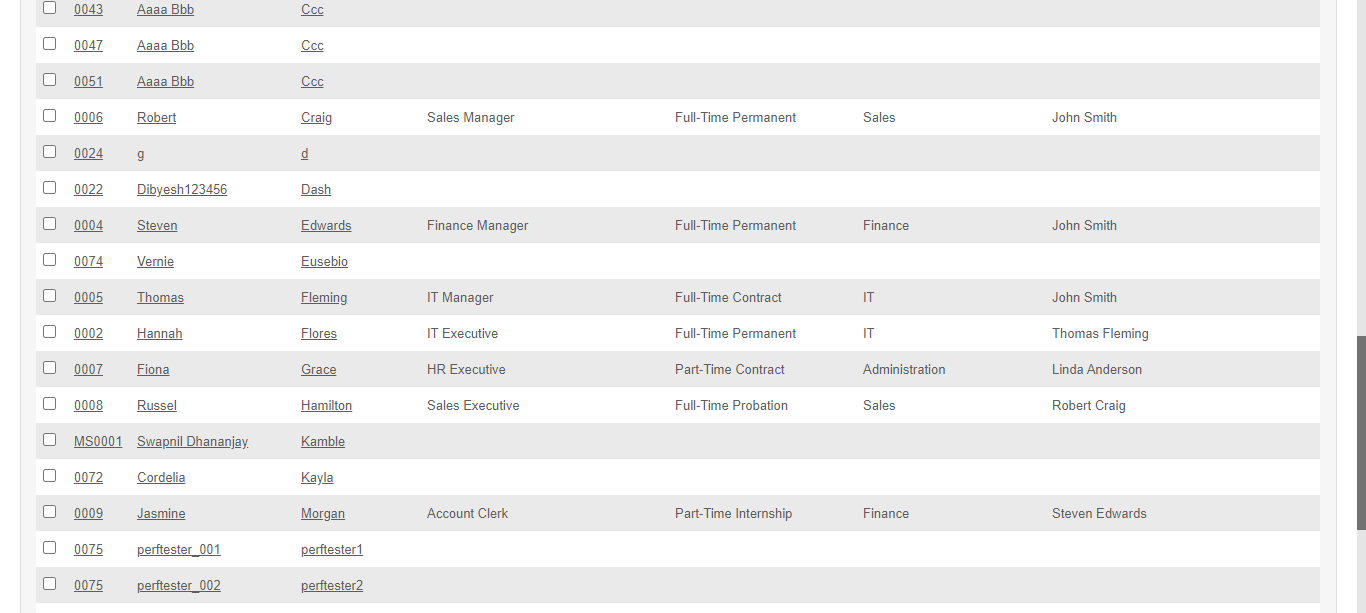 0043 Aaaa Bbb Ccc
0047 Aaaa Bbb Ccc
0051 Aaaa Bbb Ccc
0006 Robert Craig Sales Manager Full-Time Permanent Sales John Smith
0024 g d
0022 Dibyesh123456 Dash
0004 Steven Edwards Finance Manager Full-Time Permanent Finance John Smith
0074 Vernie Eusebio
0005 Thomas Fleming IT Manager Full-Time Contract IT John Smith
0002 Hannah Flores IT Executive Full-Time Permanent IT Thomas Fleming
0007 Fiona Grace HR Executive Part-Time Contract Administration Linda Anderson
0008 Russel Hamilton Sales Executive Full-Time Probation Sales Robert Craig
MS0001 Swapnil Dhananjay Kamble
0072 Cordelia Kayla
0009 Jasmine Morgan Account Clerk Part-Time Internship Finance Steven Edwards
0075 perftester_001 perftester1
0075 perftester_002 perftester2